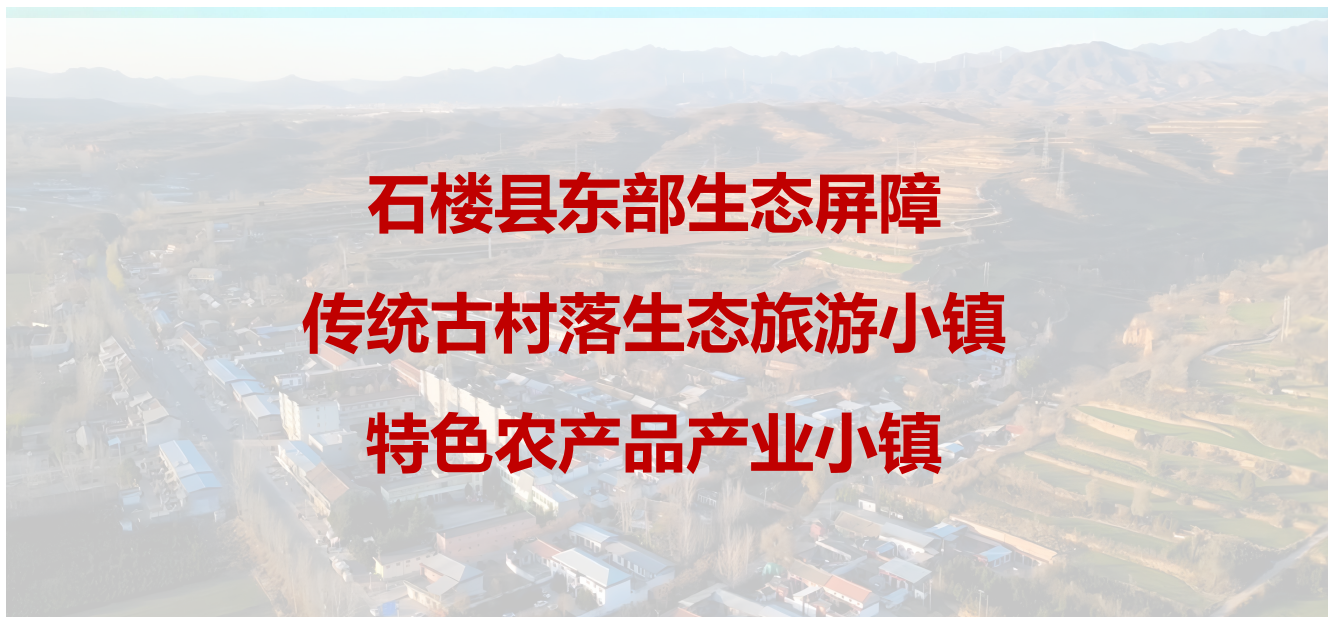 石楼县东部生态屏障
传统古村落生态旅游小镇
特色农产品产业小镇